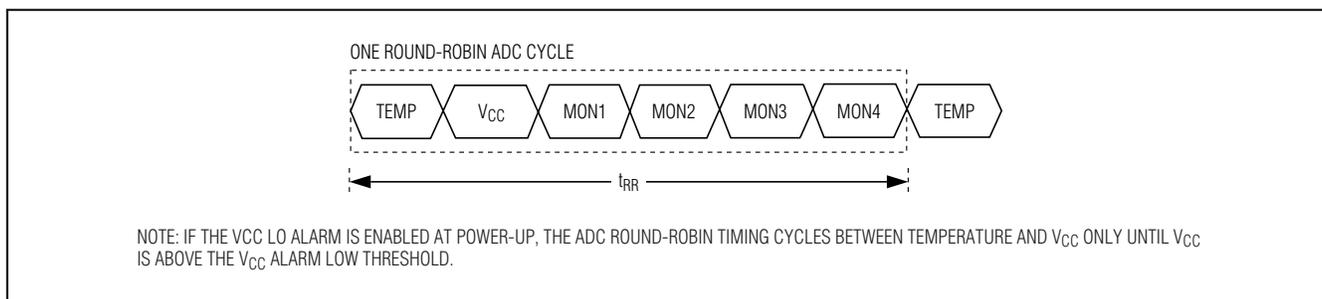 ONE ROUND-ROBIN ADC CYCLE
TEMP VCC MON1 MON2 MON3 MON4 TEMP
tRR
NOTE: IF THE VCC LO ALARM IS ENABLED AT POWER-UP, THE ADC ROUND-ROBIN TIMING CYCLES BETWEEN TEMPERATURE AND VCC ONLY UNTIL VCC
IS ABOVE THE VCC ALARM LOW THRESHOLD.